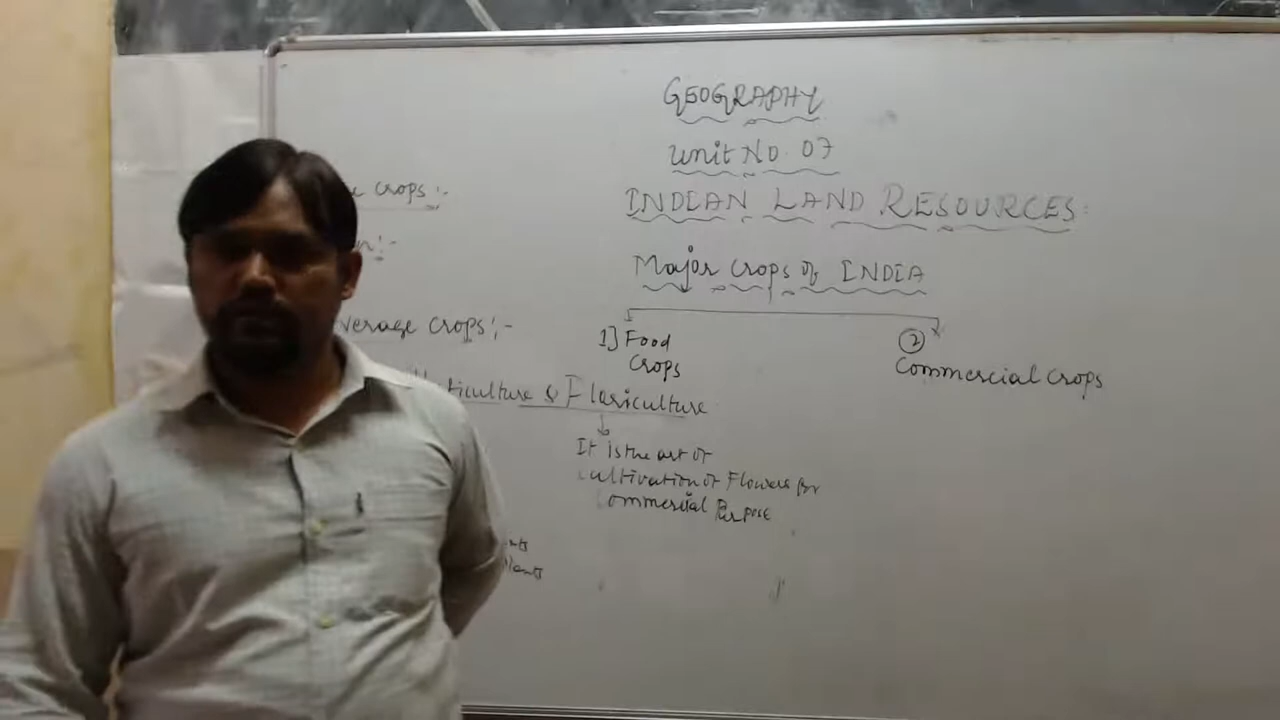 GEOGRAPHY
Unit No. 07
INDIAN LAND RESOURCES:
Major crops of INDIA
1] Food
Crops
②
Commercial Crops
crops :-
verage crops :-
ticulture & Floriculture
It is the art of
cultivation of Flowers for
Commercial Purpose